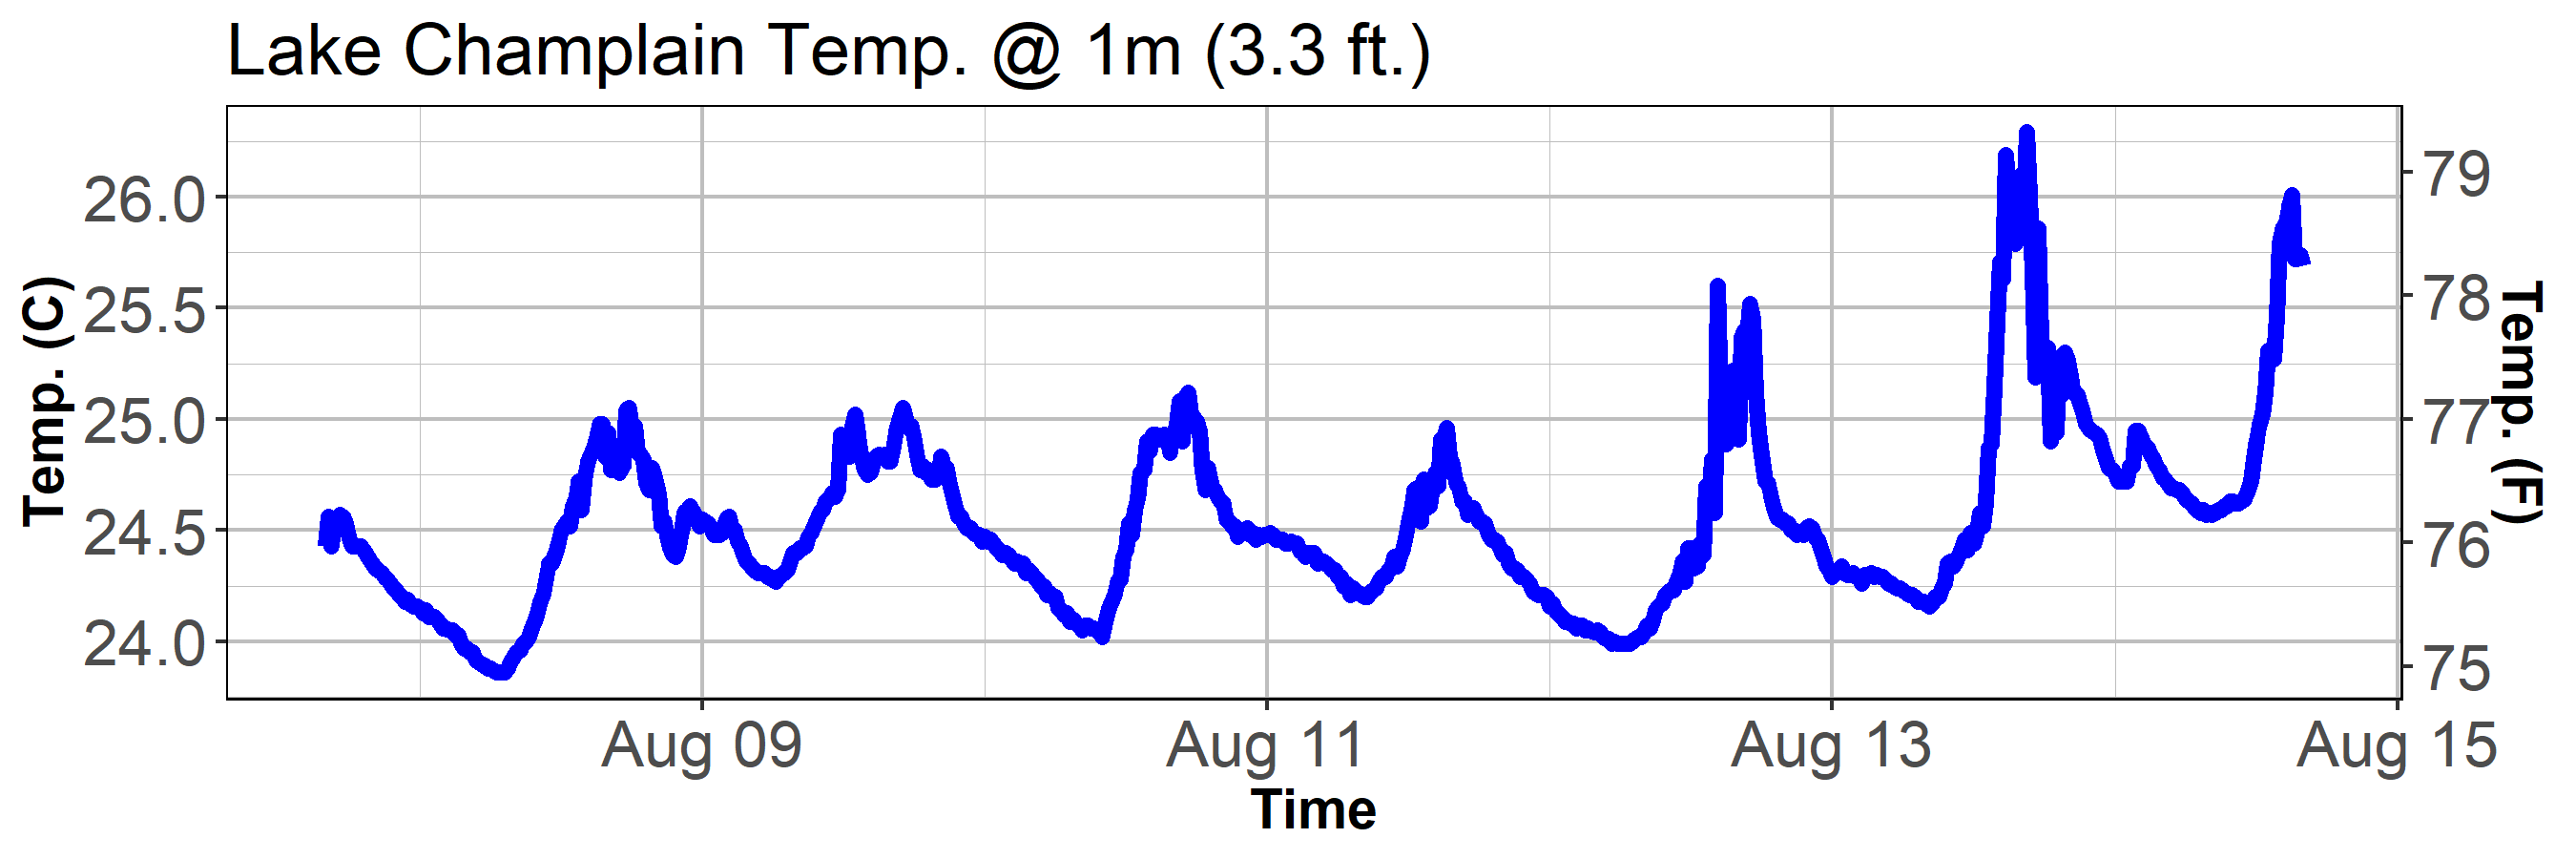 Lake Champlain Temp. @ 1m (3.3 ft.)
Temp. (C)
26.0
25.5
25.0
24.5
24.0
79
78
77
76
75
Temp. (F)
Aug 09
Aug 11
Aug 13
Aug 15
Time